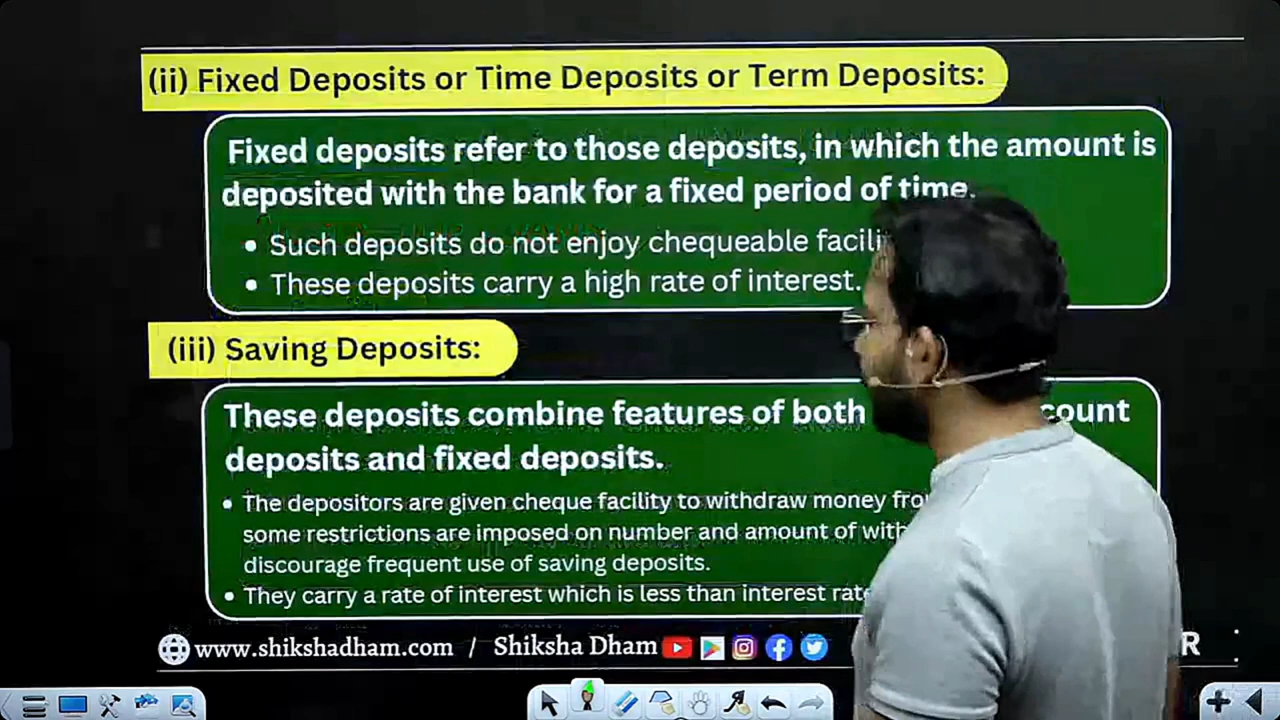 (ii) Fixed Deposits or Time Deposits or Term Deposits:
Fixed deposits refer to those deposits, in which the amount is
deposited with the bank for a fixed period of time.
• Such deposits do not enjoy chequeable
• These deposits carry a high rate of interest.
(iii) Saving Deposits:
These deposits combine features of both
deposits and fixed deposits.
• The depositors are given cheque facility to withdraw money
some restrictions are imposed on number and amount of
discourage frequent use of saving deposits.
• They carry a rate of interest which is less than interest
www.shikshadham.com / Shiksha Dham